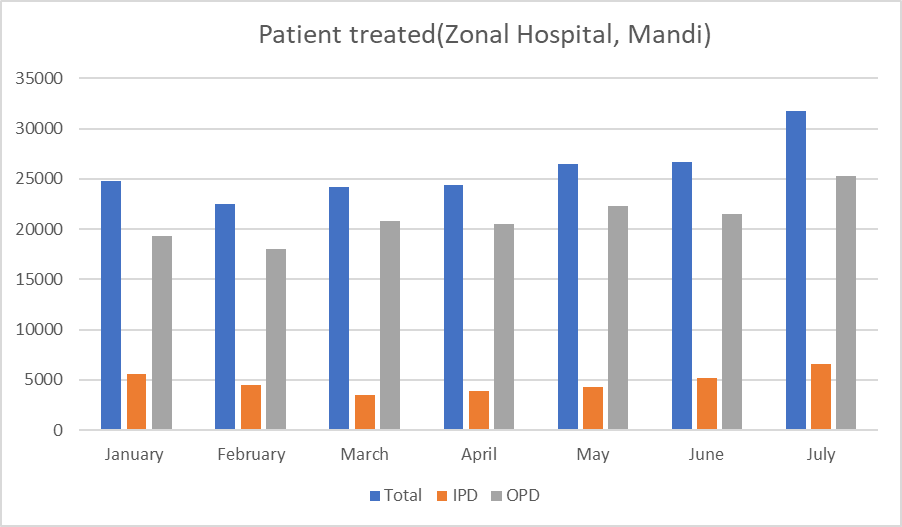 Patient treated(Zonal Hospital, Mandi)
35000
30000
25000
20000
15000
10000
5000
0
January February March April May June July
Total IPD OPD